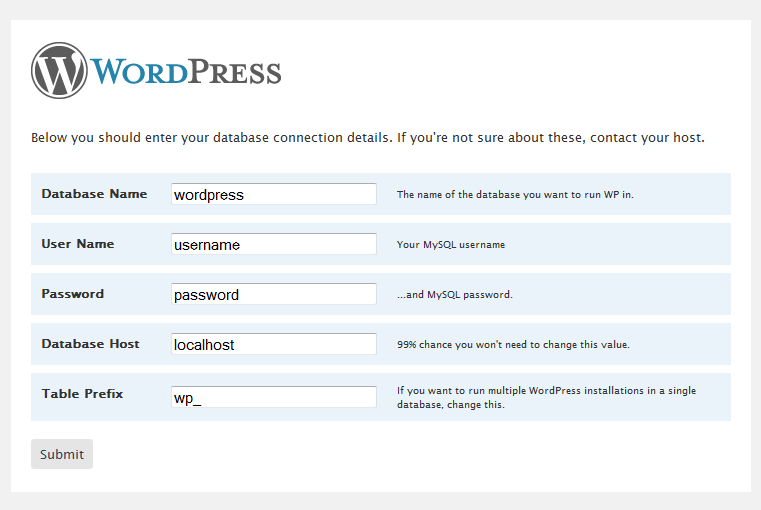 WORDPRESS
Below you should enter your database connection details. If you're not sure about these, contact your host.
Database Name wordpress The name of the database you want to run WP in.
User Name username Your MySQL username
Password password ...and MySQL password.
Database Host localhost 99% chance you won't need to change this value.
Table Prefix wp_ If you want to run multiple WordPress installations in a single
database, change this.
Submit